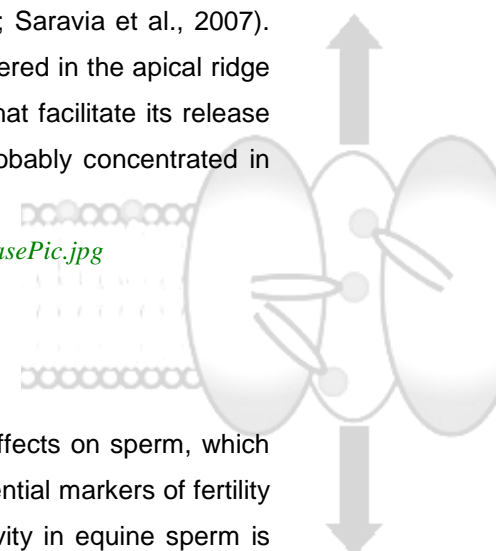 ; Saravia et al., 2007).
ered in the apical ridge
hat facilitate its release
obably concentrated in
asePic.jpg
ffects on sperm, which
ential markers of fertility
vity in equine sperm is